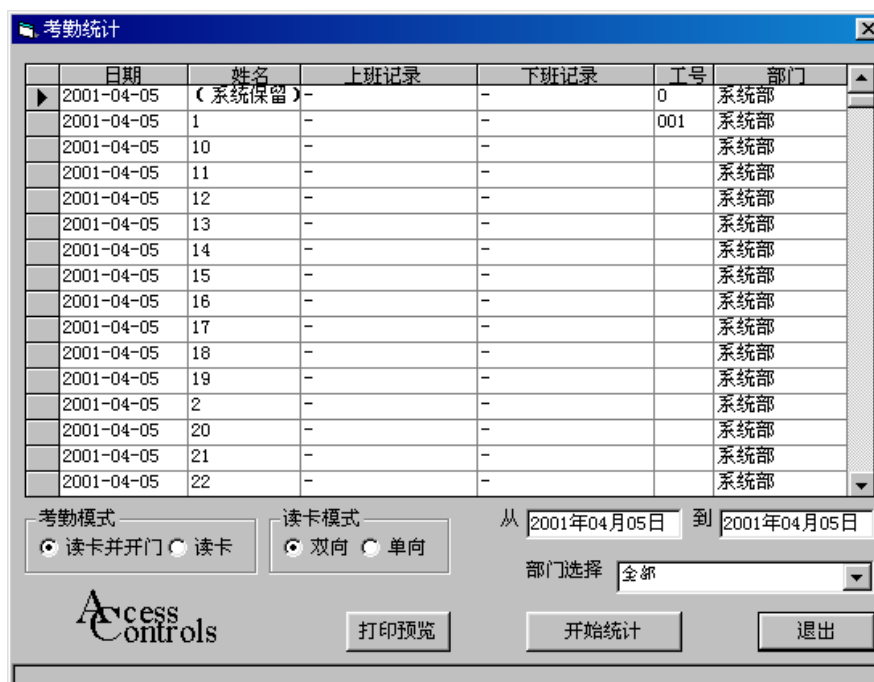 考勤统计
日期 姓名 上班记录 下班记录 工号 部门
2001-04-05 (系统保留) - - 0 系统部
2001-04-05 1 - - 001 系统部
2001-04-05 10 - - 系统部
2001-04-05 11 - - 系统部
2001-04-05 12 - - 系统部
2001-04-05 13 - - 系统部
2001-04-05 14 - - 系统部
2001-04-05 15 - - 系统部
2001-04-05 16 - - 系统部
2001-04-05 17 - - 系统部
2001-04-05 18 - - 系统部
2001-04-05 19 - - 系统部
2001-04-05 2 - - 系统部
2001-04-05 20 - - 系统部
2001-04-05 21 - - 系统部
2001-04-05 22 - - 系统部
考勤模式 读卡模式 从 2001年04月05日 到 2001年04月05日
读卡并开门 读卡 双向 单向
部门选择 全部
Access Controls
打印预览 开始统计 退出